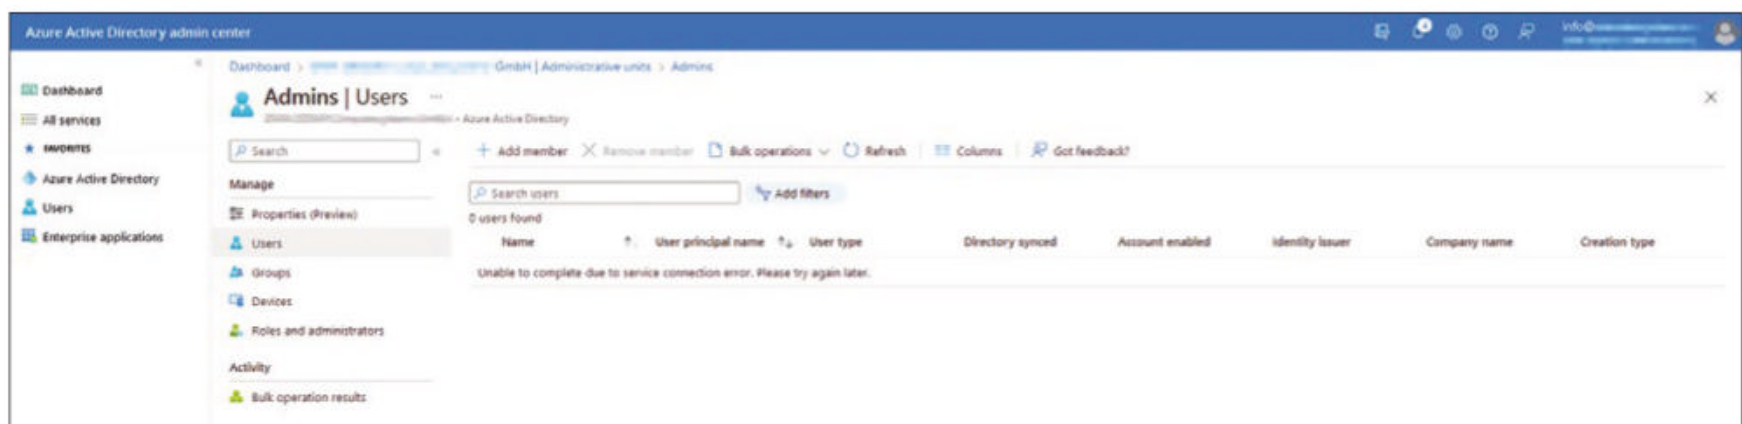 Azure Active Directory admin center
4
info@
Dashboard > GmbH | Administrative units > Admins
Admins | Users ...
• Azure Active Directory
Dashboard
All services
FAVORITES
Azure Active Directory
Users
Enterprise applications
Search
Manage
Properties (Preview)
Users
Groups
Devices
Roles and administrators
Activity
Bulk operation results
Add member Remove member Bulk operations Refresh Columns Got feedback?
Search users Add filters
0 users found
Name User principal name User type Directory synced Account enabled Identity issuer Company name Creation type
Unable to complete due to service connection error. Please try again later.